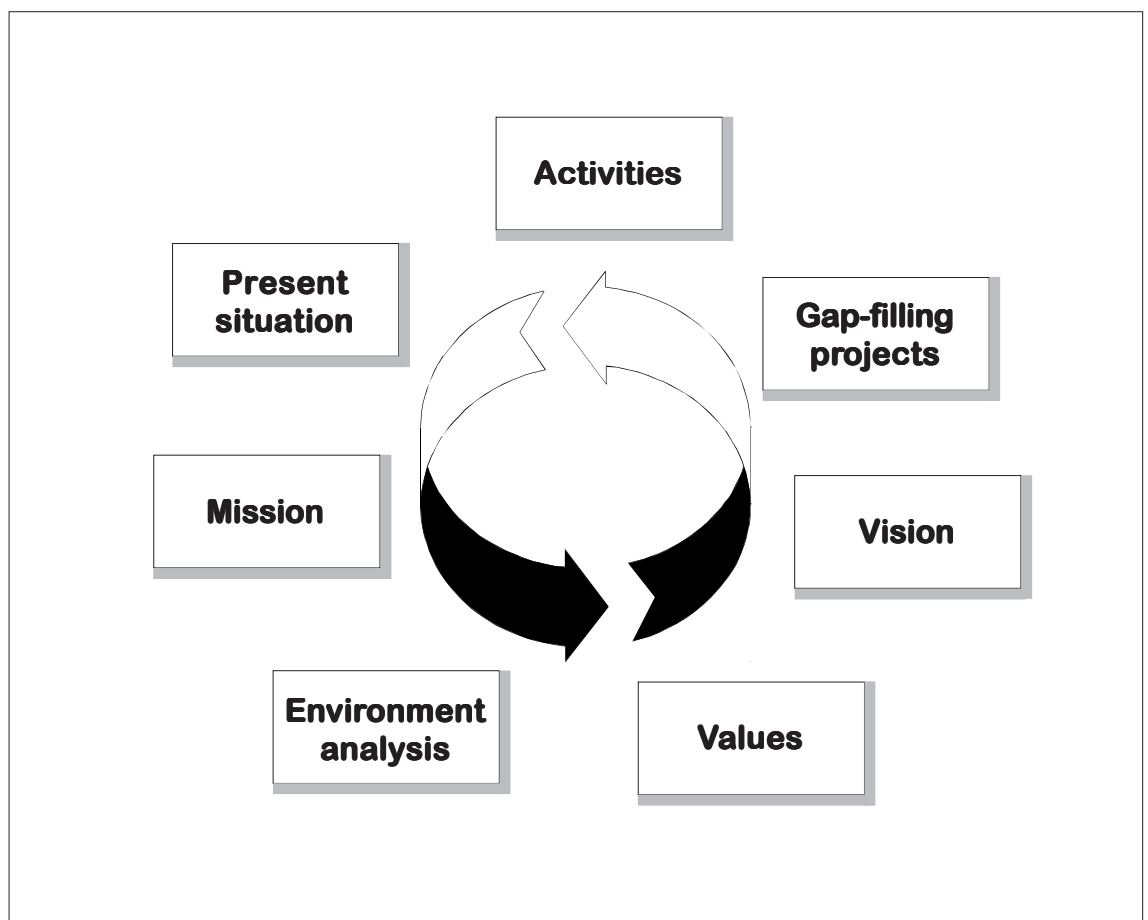 Activities
Present
situation
Gap-filling
projects
Mission
Vision
Environment
analysis
Values